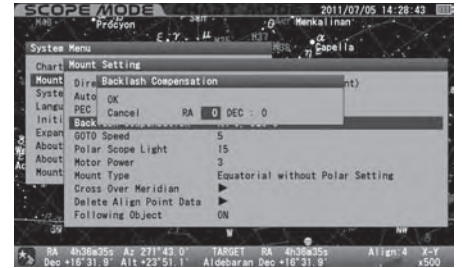 SCOPE MODE 2011/07/05 14:28:43
Procyon Menkalinan
Capella
System Menu
Chart Mount Setting
Mount Dire Backlash Compensation nt)
Syste Auto OK
Langu PEC Cancel RA 0 DEC : 0
Initi Back
Expan GOTO Speed 5
About Polar Scope Light 15
About Motor Power 3
Mount Mount Type Equatorial without Polar Setting
Cross Over Meridian ▶
Delete Align Point Data ▶
Following Object ON
W NW
RA 4h36m35s Az 271°43.0' TARGET RA 4h36m35s Align:4 X-Y
Dec +16°31.9' Alt +23°51.1' Aldebaran Dec +16°31.9' x500